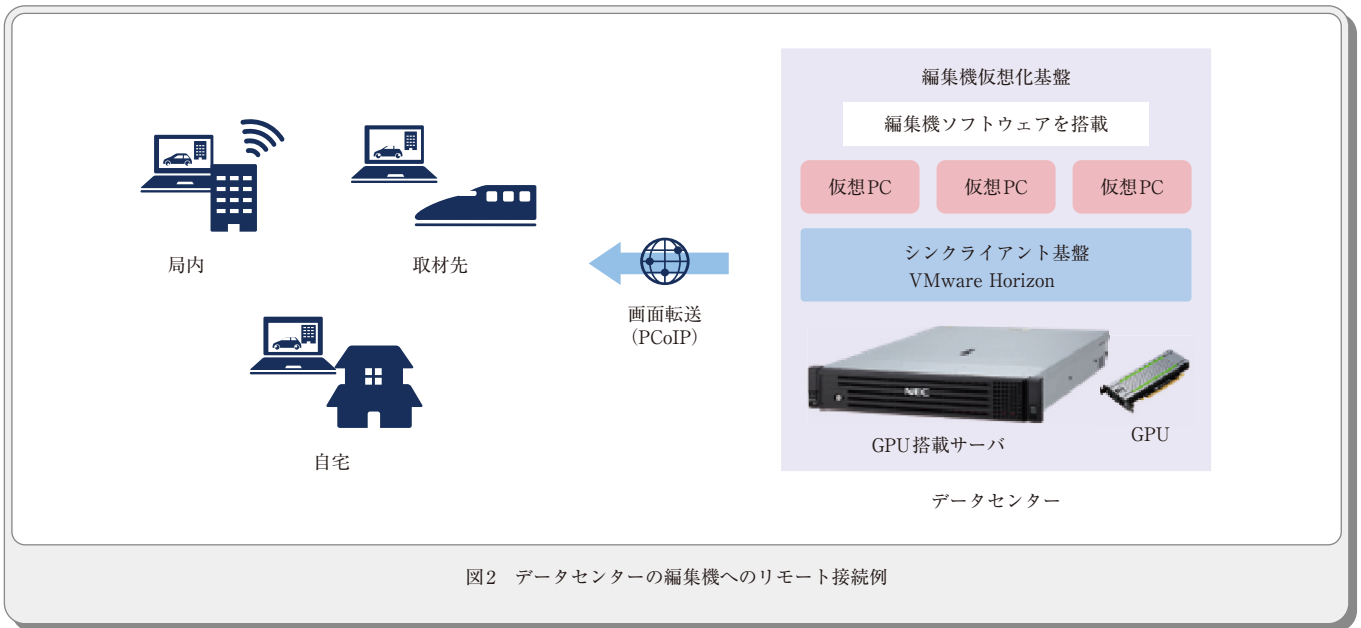 編集機仮想化基盤
編集機ソフトウェアを搭載
仮想PC
仮想PC
仮想PC
シンクライアント基盤
VMware Horizon
NEC
GPU搭載サーバ
GPU
データセンター
画面転送
(PCoIP)
局内
取材先
自宅
図2 データセンターの編集機へのリモート接続例